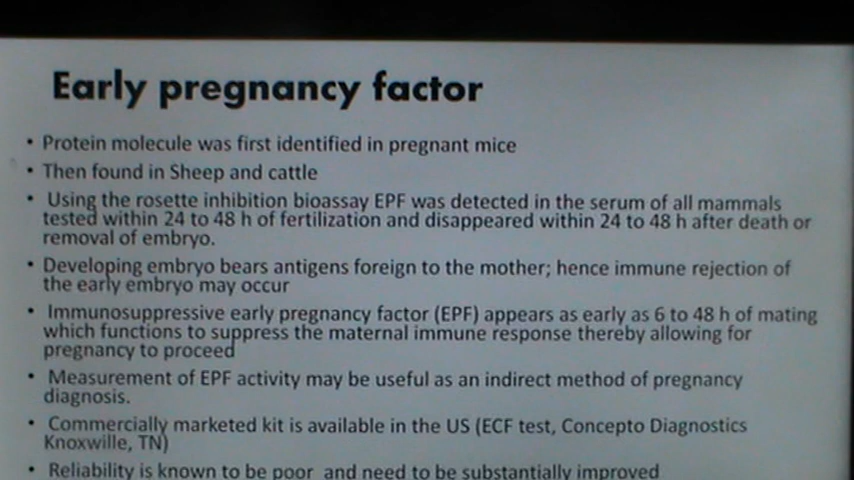 Early pregnancy factor
• Protein molecule was first identified in pregnant mice
• Then found in Sheep and cattle
• Using the rosette inhibition bioassay EPF was detected in the serum of all mammals
tested within 24 to 48 h of fertilization and disappeared within 24 to 48 h after death or
removal of embryo.
• Developing embryo bears antigens foreign to the mother; hence immune rejection of
the early embryo may occur
• Immunosuppressive early pregnancy factor (EPF) appears as early as 6 to 48 h of mating
which functions to suppress the maternal immune response thereby allowing for
pregnancy to proceed
• Measurement of EPF activity may be useful as an indirect method of pregnancy
diagnosis.
• Commercially marketed kit is available in the US (ECF test, Concepto Diagnostics
Knoxwille, TN)
• Reliability is known to be poor and need to be substantially improved